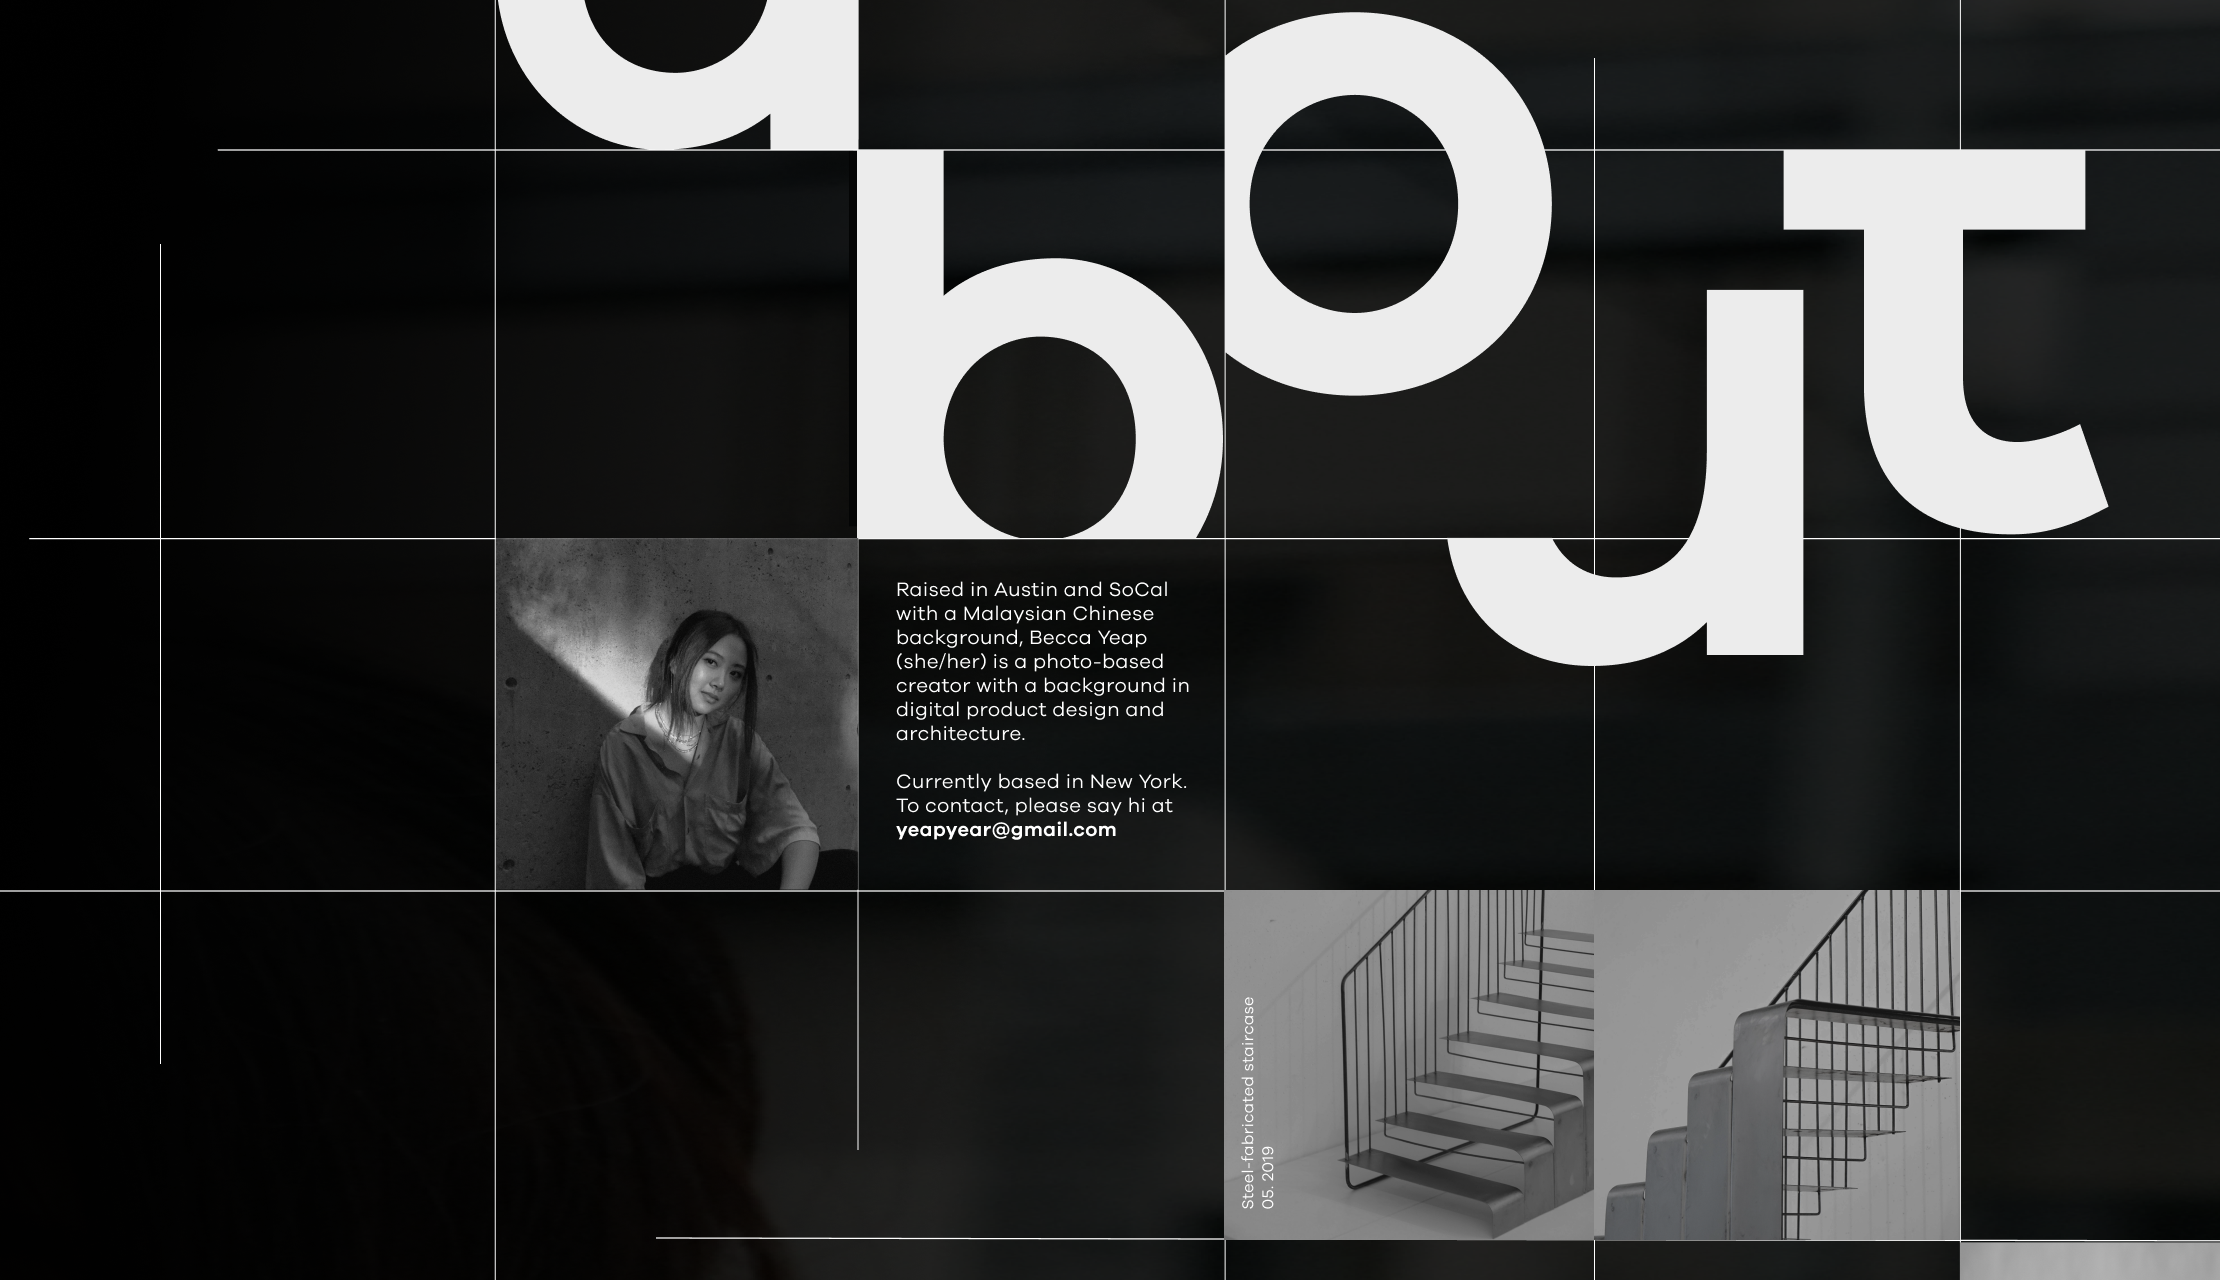 about
Raised in Austin and SoCal
with a Malaysian Chinese
background, Becca Yeap
(she/her) is a photo-based
creator with a background in
digital product design and
architecture.
Currently based in New York.
To contact, please say hi at
yeapyear@gmail.com
Steel-fabricated staircase
05. 2019